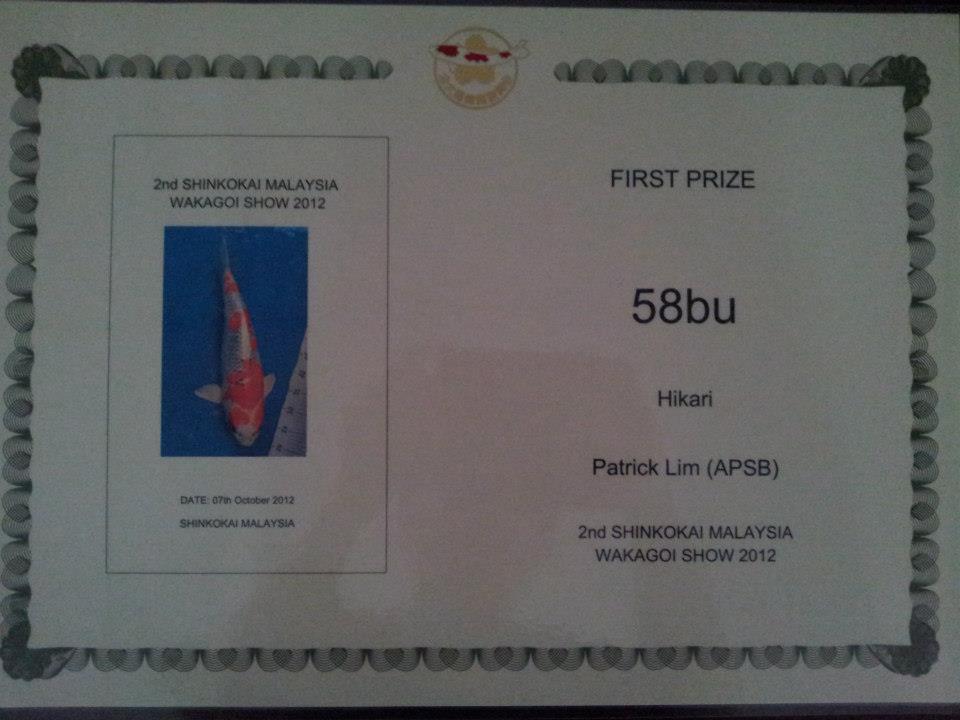 2nd SHINKOKAI MALAYSIA
WAKAGOI SHOW 2012
DATE: 07th October 2012
SHINKOKAI MALAYSIA
FIRST PRIZE
58bu
Hikari
Patrick Lim (APSB)
2nd SHINKOKAI MALAYSIA
WAKAGOI SHOW 2012